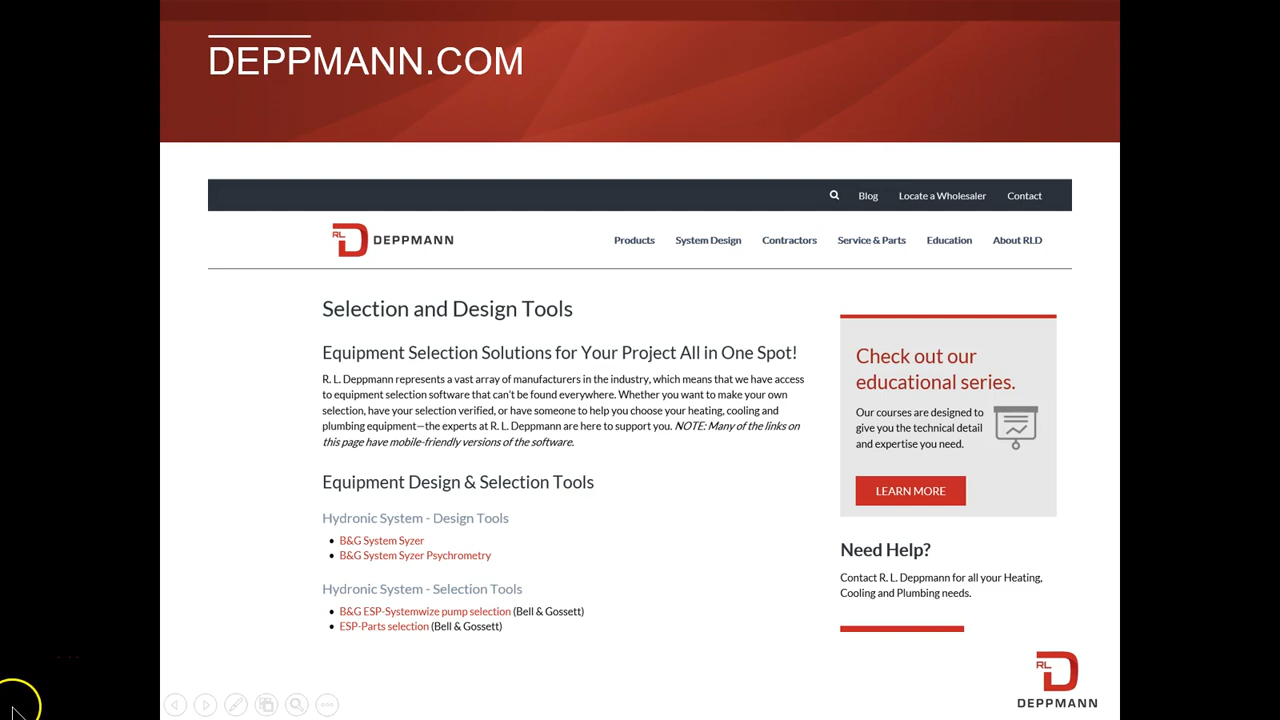 DEPPMANN.COM
Blog Locate a Wholesaler Contact
RL DEPPMANN
Products System Design Contractors Service & Parts Education About RLD
Selection and Design Tools
Equipment Selection Solutions for Your Project All in One Spot!
R. L. Deppmann represents a vast array of manufacturers in the industry, which means that we have access
to equipment selection software that can't be found everywhere. Whether you want to make your own
selection, have your selection verified, or have someone to help you choose your heating, cooling and
plumbing equipment—the experts at R. L. Deppmann are here to support you. NOTE: Many of the links on
this page have mobile-friendly versions of the software.
Equipment Design & Selection Tools
Hydronic System - Design Tools
• B&G System Syzer
• B&G System Syzer Psychrometry
Hydronic System - Selection Tools
• B&G ESP-Systemwize pump selection (Bell & Gossett)
• ESP-Parts selection (Bell & Gossett)
Check out our
educational series.
Our courses are designed to
give you the technical detail
and expertise you need.
LEARN MORE
Need Help?
Contact R. L. Deppmann for all your Heating,
Cooling and Plumbing needs.
RL
DEPPMANN